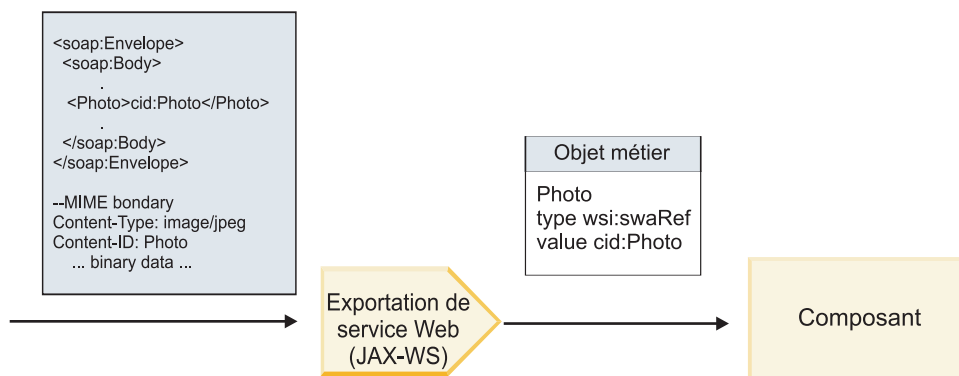 <soap:Envelope>
<soap:Body>
.
<Photo>cid:Photo</Photo>
.
</soap:Body>
</soap:Envelope>
--MIME bondary
Content-Type: image/jpeg
Content-ID: Photo
... binary data ...
Objet métier
Photo
type wsi:swaRef
value cid:Photo
Exportation de
service Web
(JAX-WS)
Composant